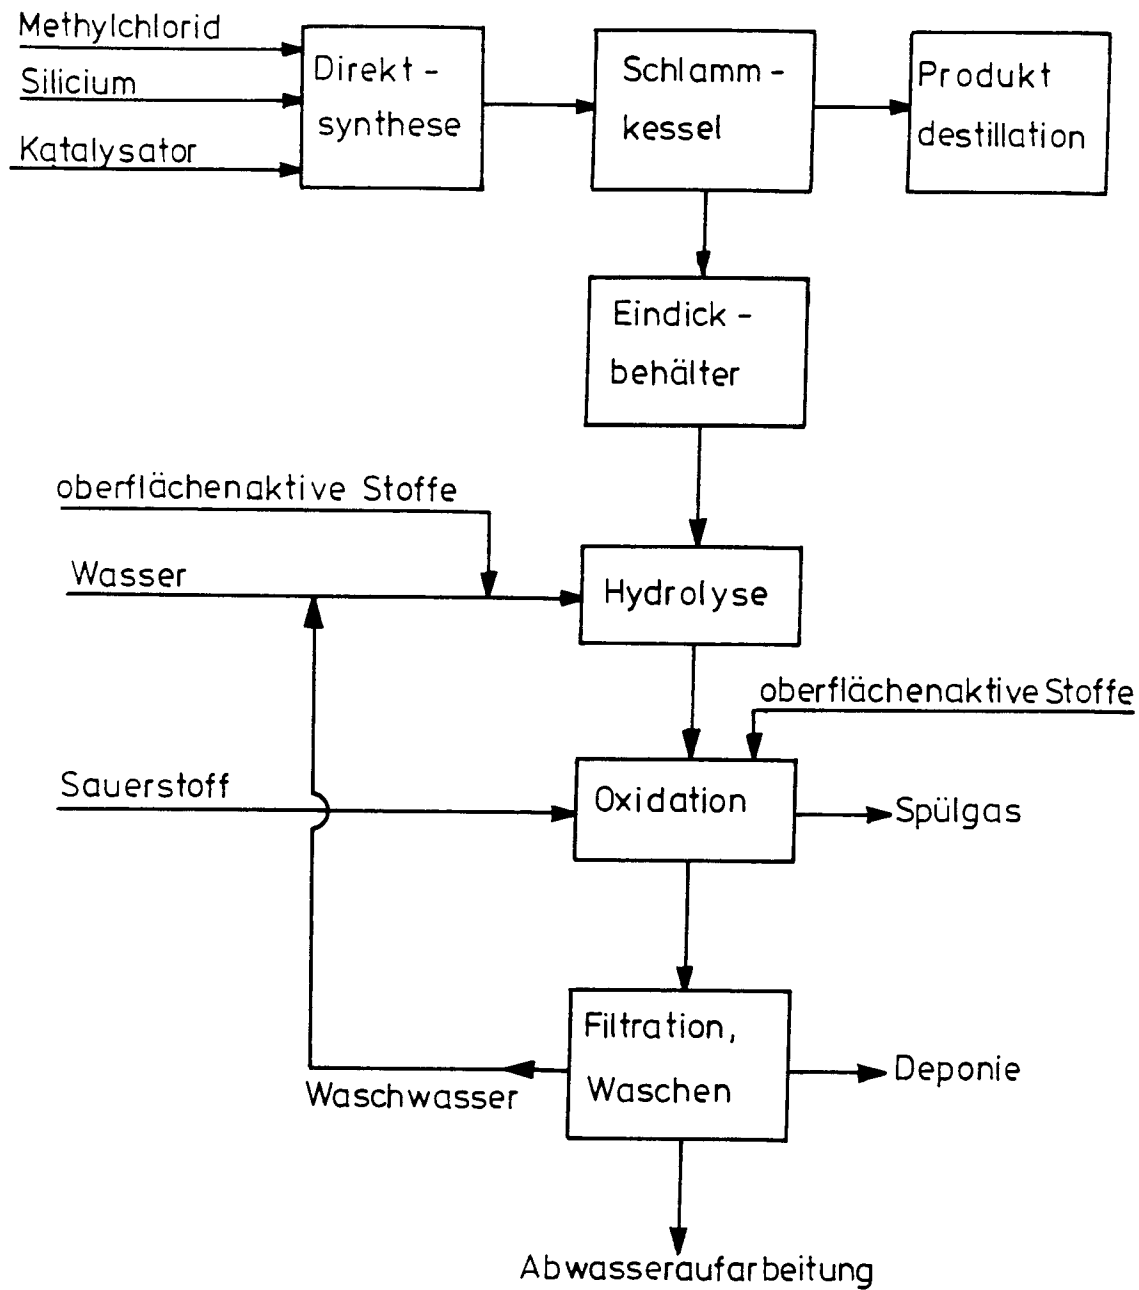 Methylchlorid
Silicium
Katalysator
Direkt-
synthese
Schlamm-
kessel
Produkt
destillation
Eindick-
behälter
oberflächenaktive Stoffe
Wasser
Hydrolyse
oberflächenaktive Stoffe
Sauerstoff
Oxidation
Spülgas
Filtration,
Waschen
Waschwasser
Deponie
Abwasseraufarbeitung